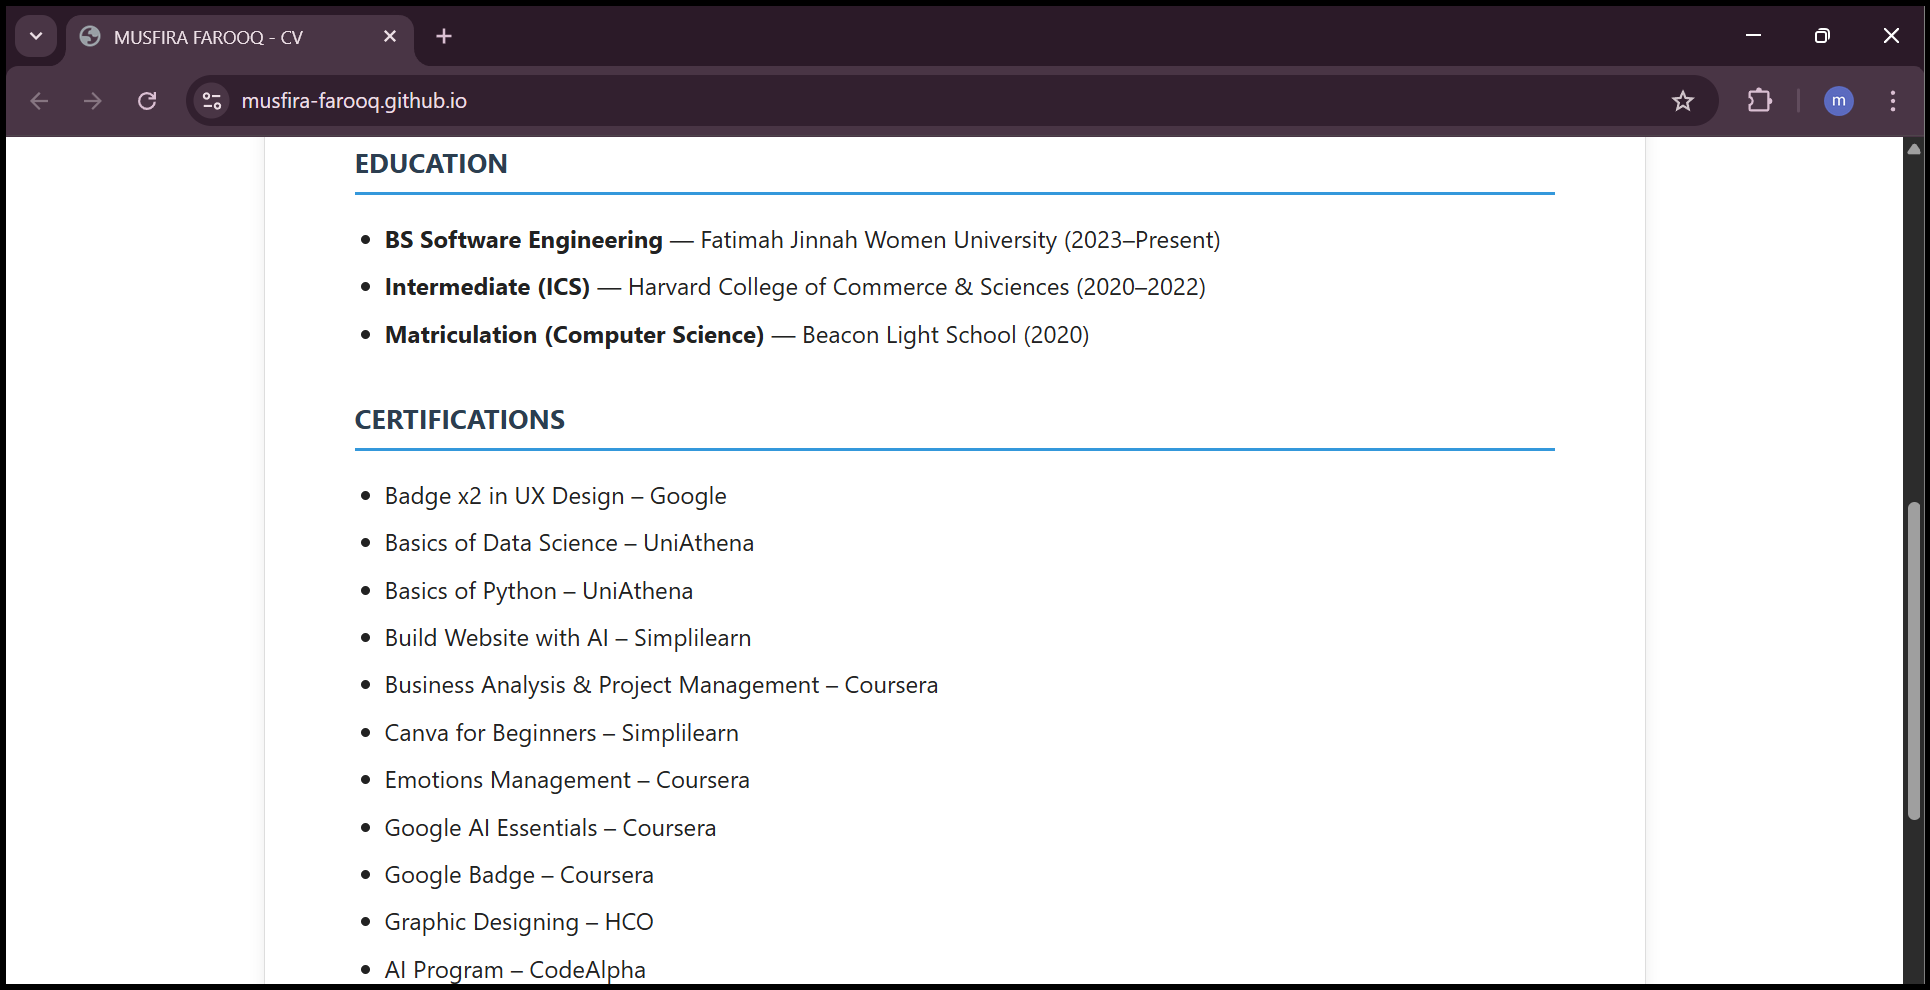 MUSFIRA FAROOQ - CV
musfira-farooq.github.io
m
EDUCATION
BS Software Engineering — Fatimah Jinnah Women University (2023–Present)
Intermediate (ICS) — Harvard College of Commerce & Sciences (2020–2022)
Matriculation (Computer Science) — Beacon Light School (2020)
CERTIFICATIONS
Badge x2 in UX Design – Google
Basics of Data Science – UniAthena
Basics of Python – UniAthena
Build Website with AI – Simplilearn
Business Analysis & Project Management – Coursera
Canva for Beginners – Simplilearn
Emotions Management – Coursera
Google AI Essentials – Coursera
Google Badge – Coursera
Graphic Designing – HCO
AI Program – CodeAlpha